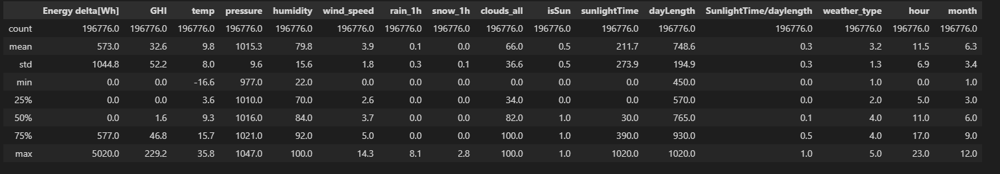 Energy delta[Wh] GHI temp pressure humidity wind_speed rain_1h snow_1h clouds_all isSun sunlightTime dayLength SunlightTime/daylength weather_type hour month
count 196776.0 196776.0 196776.0 196776.0 196776.0 196776.0 196776.0 196776.0 196776.0 196776.0 196776.0 196776.0 196776.0 196776.0 196776.0 196776.0
mean 573.0 32.6 9.8 1015.3 79.8 3.9 0.1 0.0 66.0 0.5 211.7 748.6 0.3 3.2 11.5 6.3
std 1044.8 52.2 8.0 9.6 15.6 1.8 0.3 0.1 36.6 0.5 273.9 194.9 0.3 1.3 6.9 3.4
min 0.0 0.0 -16.6 977.0 22.0 0.0 0.0 0.0 0.0 0.0 0.0 450.0 0.0 1.0 0.0 1.0
25% 0.0 0.0 3.6 1010.0 70.0 2.6 0.0 0.0 34.0 0.0 0.0 570.0 0.0 2.0 5.0 3.0
50% 0.0 1.6 9.3 1016.0 84.0 3.7 0.0 0.0 82.0 1.0 30.0 765.0 0.1 4.0 11.0 6.0
75% 577.0 46.8 15.7 1021.0 92.0 5.0 0.0 0.0 100.0 1.0 390.0 930.0 0.5 4.0 17.0 9.0
max 5020.0 229.2 35.8 1047.0 100.0 14.3 8.1 2.8 100.0 1.0 1020.0 1020.0 1.0 5.0 23.0 12.0